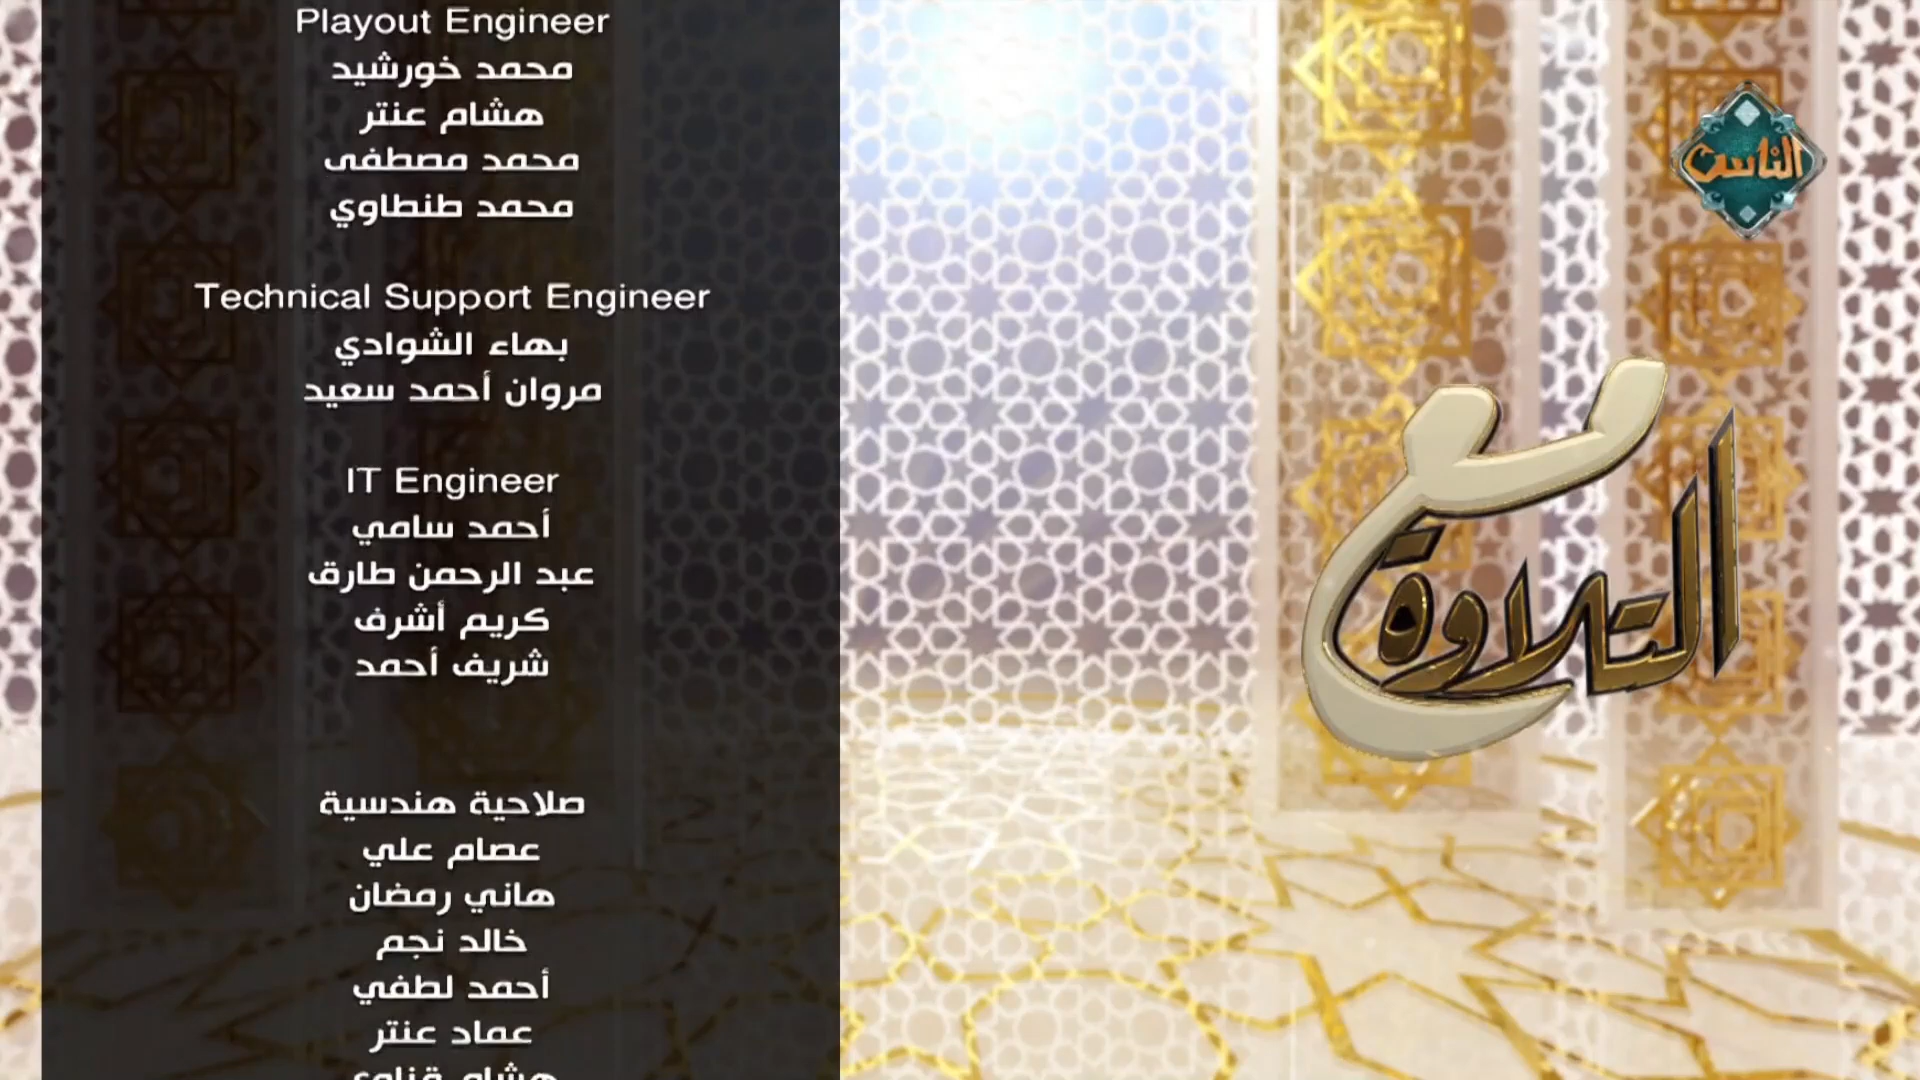 Playout Engineer
محمد خورشيد
هشام عنتر
محمد مصطفى
محمد طنطاوي
Technical Support Engineer
بهاء الشوادي
مروان أحمد سعيد
IT Engineer
أحمد سامي
عبد الرحمن طارق
كريم أشرف
شريف أحمد
صلاحية هندسية
عصام علي
هاني رمضان
خالد نجم
أحمد لطفي
عماد عنتر
هشام
الناس
مع
التلاوة